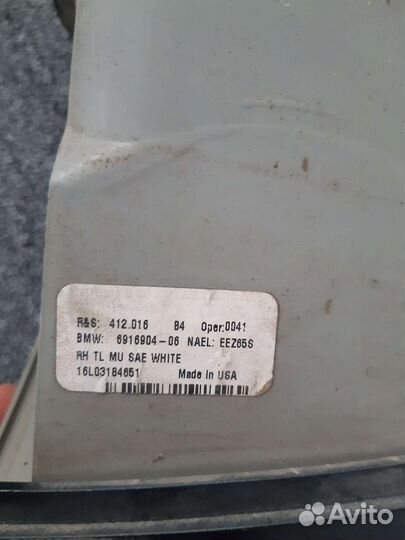 R&S: 412.016 B4 Oper:0041
BMW: 6916904-06 NAEL: EEZ65S
RH TL MU SAE WHITE
16L03184651 Made In USA
Avito